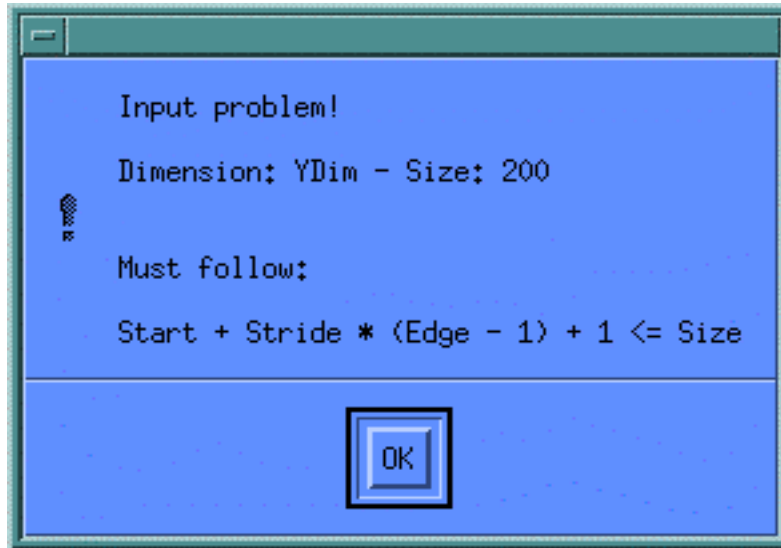 Input problem!
Dimension: YDim - Size: 200
Must follow:
Start + Stride * (Edge - 1) + 1 <= Size
OK